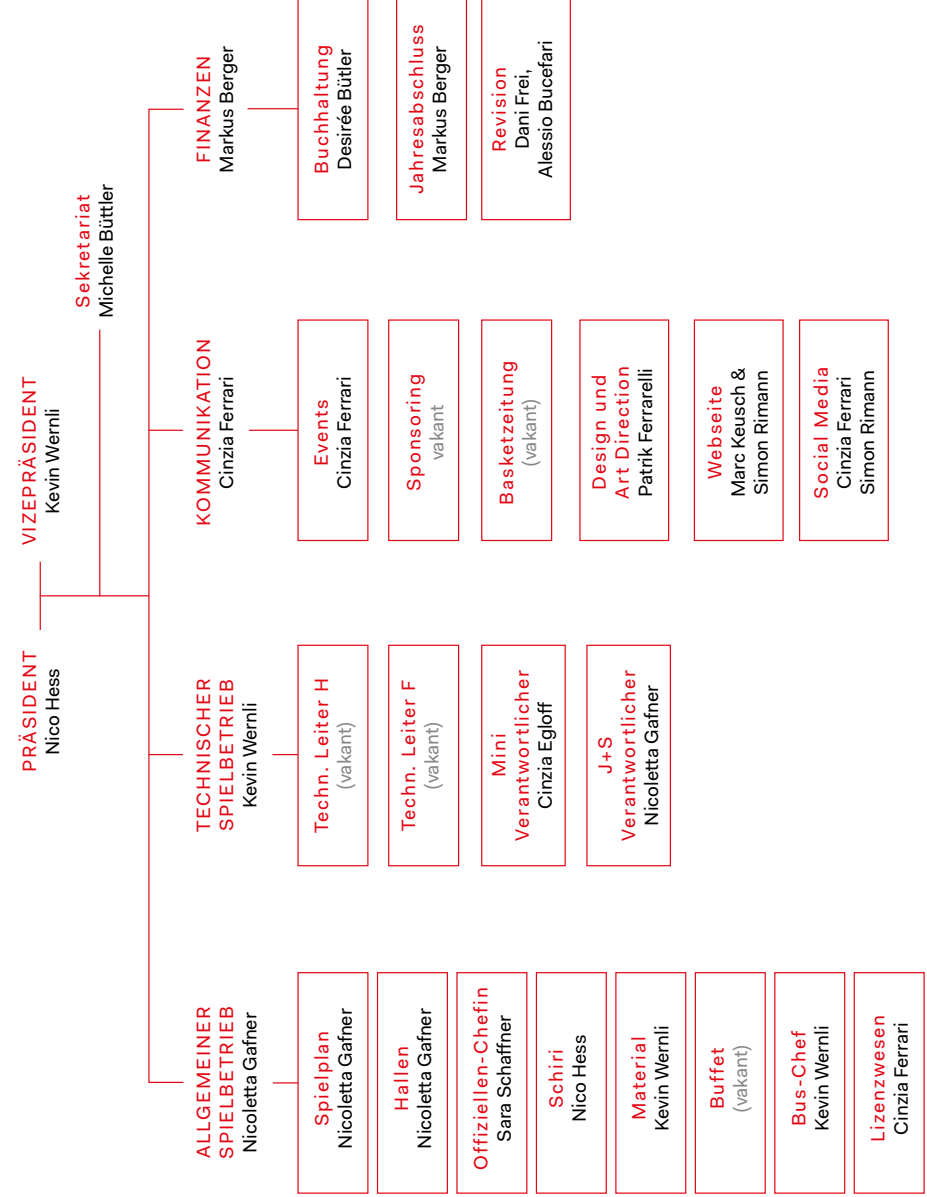 PRÄSIDENT
Nico Hess
VIZEPRÄSIDENT
Kevin Wernli
Sekretariat
Michelle Büttler
ALLGEMEINER
SPIELBETRIEB
Nicoletta Gafner
Spielplan
Nicoletta Gafner
Hallen
Nicoletta Gafner
Offiziellen-Chefin
Sara Schaffner
Schiri
Nico Hess
Material
Kevin Wernli
Buffet
(vakant)
Bus-Chef
Kevin Wernli
Lizenzwesen
Cinzia Ferrari
TECHNISCHER
SPIELBETRIEB
Kevin Wernli
Techn. Leiter H
(vakant)
Techn. Leiter F
(vakant)
Mini
Verantwortlicher
Cinzia Egloff
J+S
Verantwortlicher
Nicoletta Gafner
KOMMUNIKATION
Cinzia Ferrari
Events
Cinzia Ferrari
Sponsoring
vakant
Basketzeitung
(vakant)
Design und
Art Direction
Patrik Ferrarelli
Webseite
Marc Keusch &
Simon Rimann
Social Media
Cinzia Ferrari
Simon Rimann
FINANZEN
Markus Berger
Buchhaltung
Desirée Bütler
Jahresabschluss
Markus Berger
Revision
Dani Frei,
Alessio Bucefari